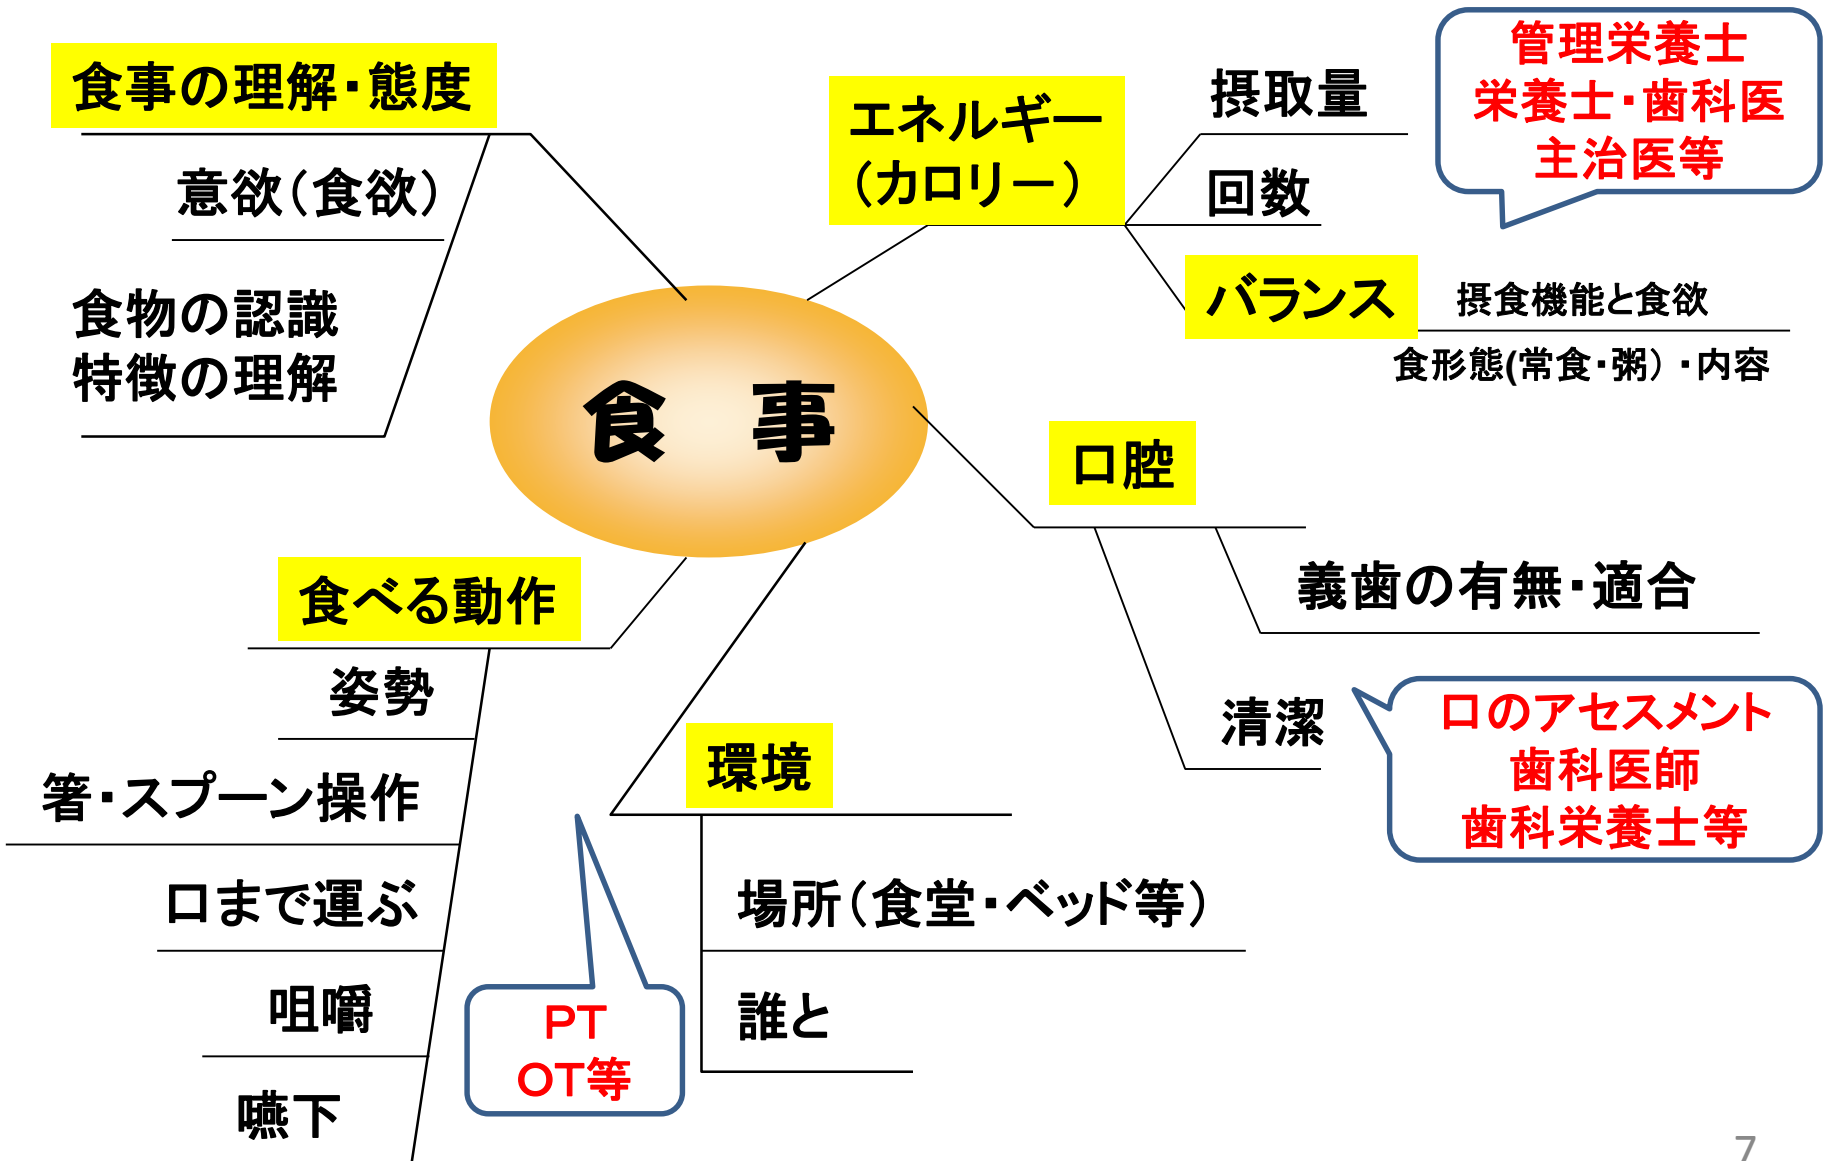 食事の理解・態度
意欲（食欲）
食物の認識
特徴の理解
エネルギー
（カロリー）
摂取量
回数
バランス
摂食機能と食欲
食形態(常食・粥）・内容
管理栄養士
栄養士・歯科医
主治医等
食　事
口腔
義歯の有無・適合
清潔
口のアセスメント
歯科医師
歯科栄養士等
食べる動作
姿勢
箸・スプーン操作
口まで運ぶ
咀嚼
嚥下
環境
場所（食堂・ベッド等）
誰と
ＰＴ
ＯＴ等
7